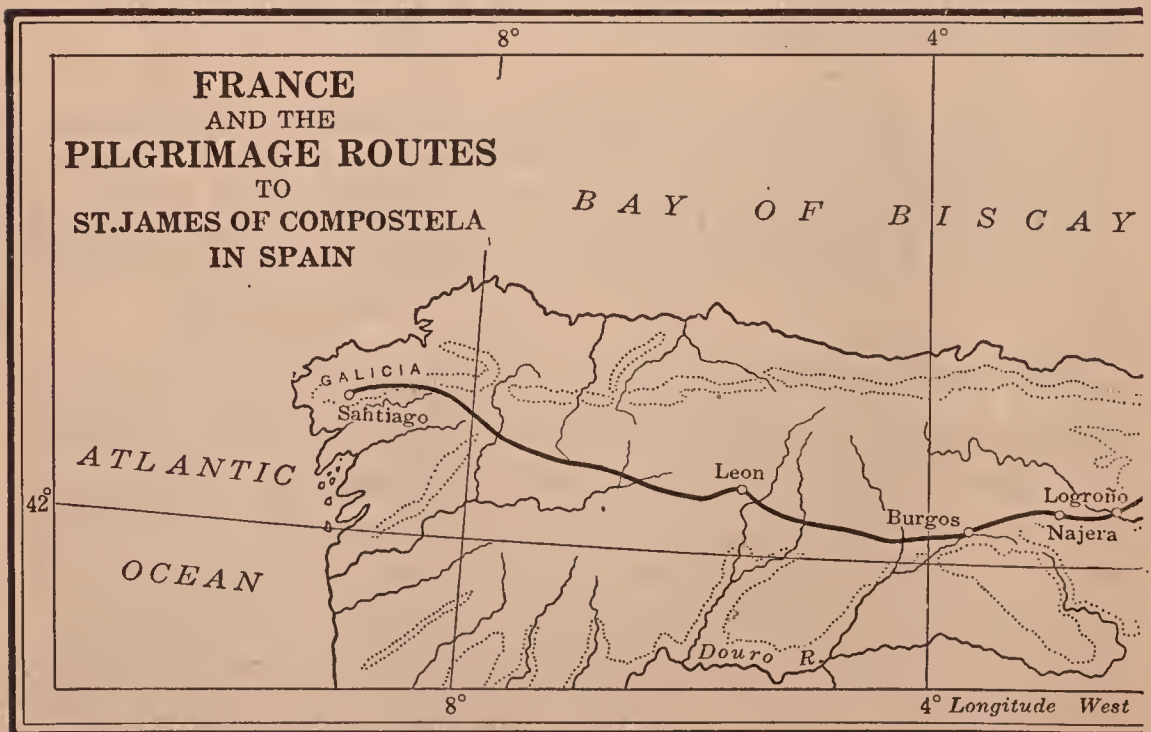 8°
4°
FRANCE
AND THE
PILGRIMAGE ROUTES
TO
ST.JAMES OF COMPOSTELA
IN SPAIN
BAY OF BISCAY
GALICIA
Santiago
ATLANTIC
Leon
42°
Logroño
Burgos
Najera
OCEAN
Douro R.
8°
4° Longitude West